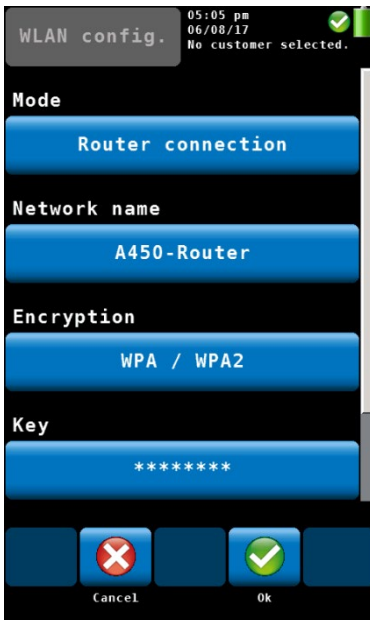 WLAN config.
05:05 pm
06/08/17
No customer selected.
Mode
Router connection
Network name
A450-Router
Encryption
WPA / WPA2
Key
********
Cancel
Ok